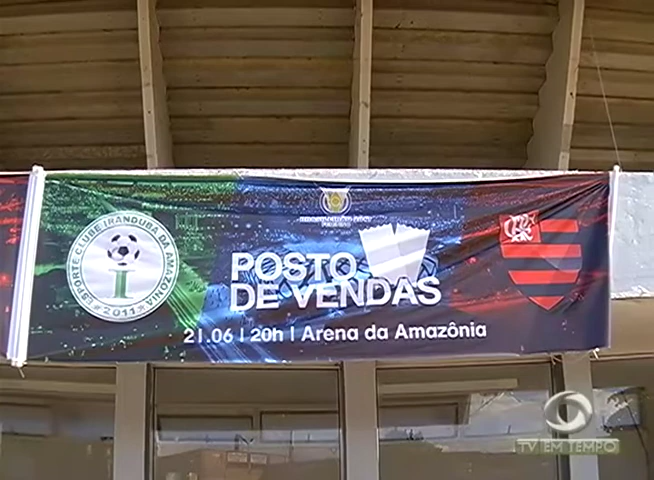 ESPORTE CLUBE IRANDUBA DA AMAZÔNIA
I
2011
POSTO
DE VENDAS
21.06 | 20h | Arena da Amazônia
TV EM TEMPO